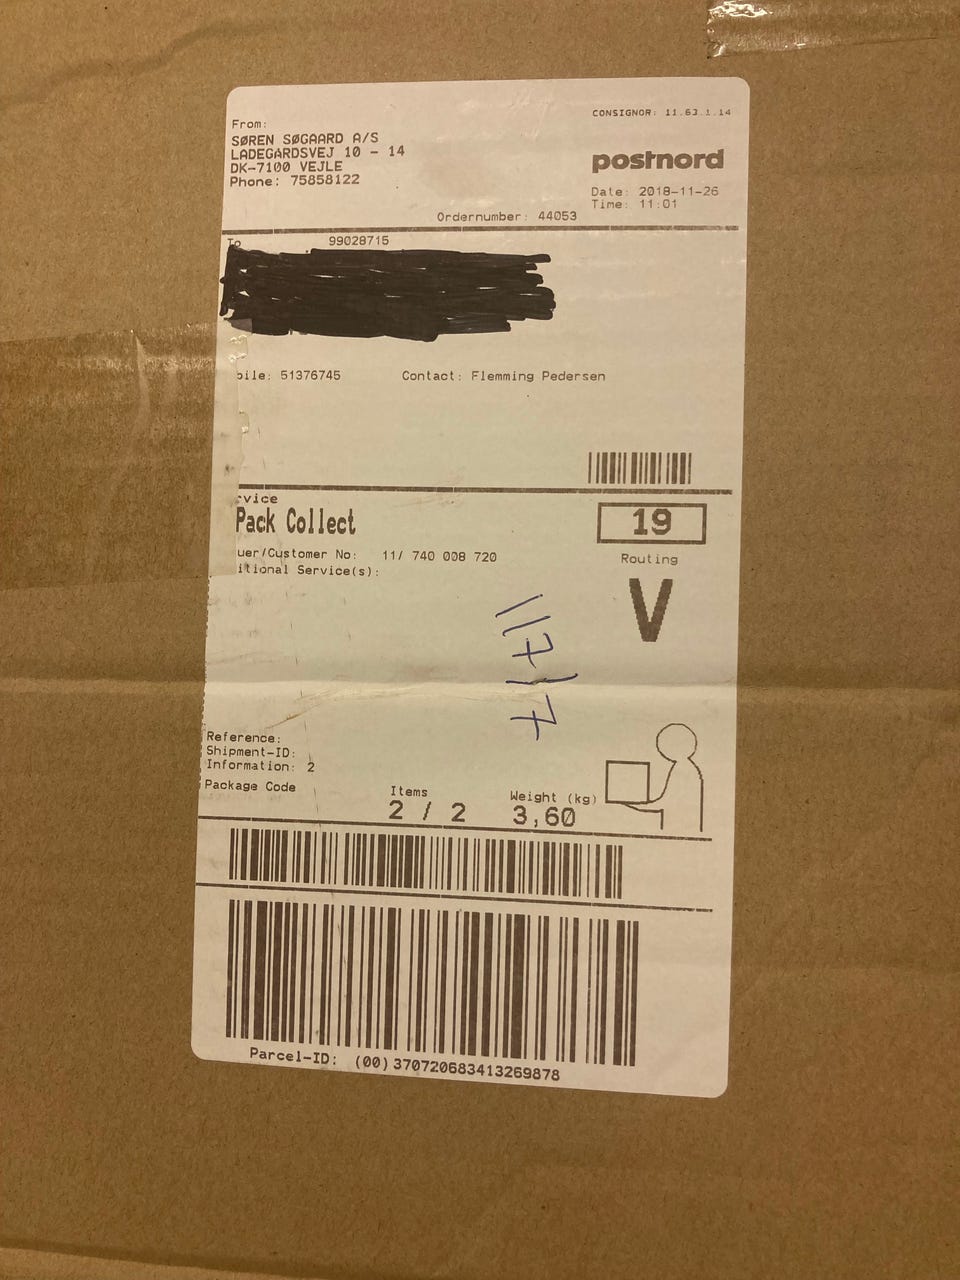 From:
SØREN SØGAARD A/S
LADEGARDSVEJ 10 - 14
DK-7100 VEJLE
Phone: 75858122
CONSIGNOR: 11.63.1.14
postnord
Date: 2018-11-26
Time: 11:01
Ordernumber: 44053
To 99028715
bile: 51376745 Contact: Flemming Pedersen
rvice
Pack Collect
19
uer/Customer No: 11/ 740 008 720
itional Service(s):
Routing
V
Reference:
Shipment-ID:
Information: 2
Package Code
Items
2 / 2
Weight (kg)
3,60
Parcel-ID: (00)370720683413269878